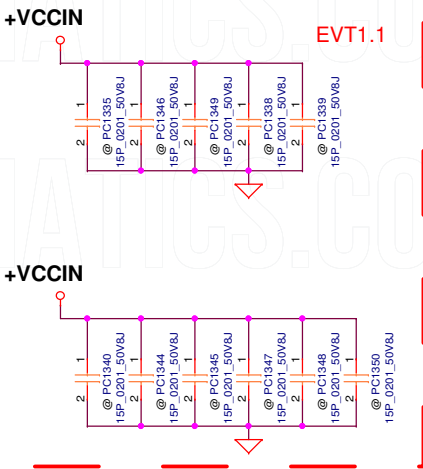 +VCCIN
EVT1.1
1
2
@ PC1335
15P_0201_50V8J
1
2
@ PC1346
15P_0201_50V8J
1
2
@ PC1349
15P_0201_50V8J
1
2
@ PC1338
15P_0201_50V8J
1
2
@ PC1339
15P_0201_50V8J
+VCCIN
1
2
@ PC1340
15P_0201_50V8J
1
2
@ PC1344
15P_0201_50V8J
1
2
@ PC1345
15P_0201_50V8J
1
2
@ PC1347
15P_0201_50V8J
1
2
@ PC1348
15P_0201_50V8J
1
2
@ PC1350
15P_0201_50V8J